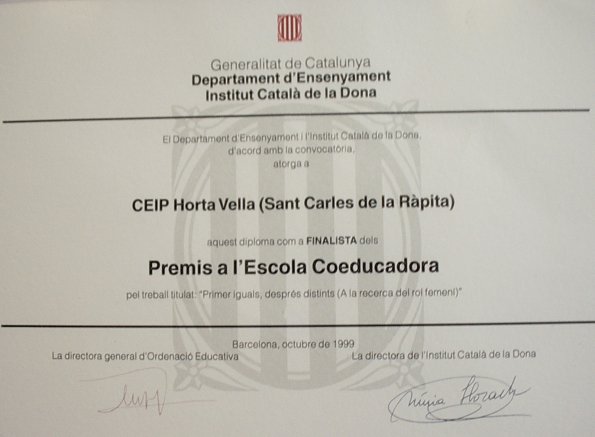 Generalitat de Catalunya
Departament d'Ensenyament
Institut Català de la Dona
El Departament d'Ensenyament i l'Institut Català de la Dona,
d'acord amb la convocatòria,
atorga a
CEIP Horta Vella (Sant Carles de la Ràpita)
aquest diploma com a FINALISTA dels
Premis a l'Escola Coeducadora
pel treball titulat: "Primer iguals, després distints (A la recerca del rol femení)"
Barcelona, octubre de 1999
La directora general d'Ordenació Educativa La directora de l'Institut Català de la Dona